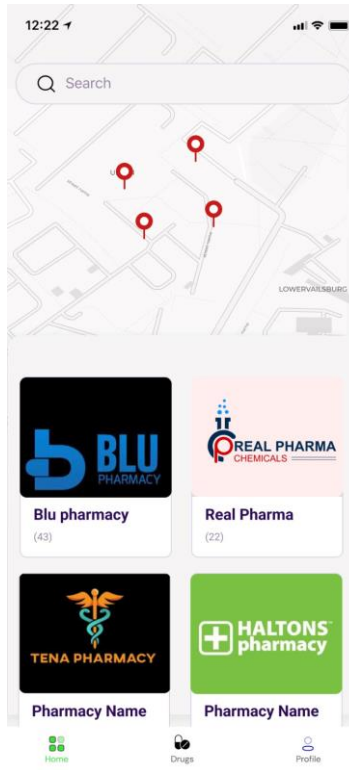 12:22
Search
LOWERVAILSBURG
BLU
PHARMACY
REAL PHARMA
CHEMICALS
Blu pharmacy
Real Pharma
(43)
(22)
TENA PHARMACY
HALTONS™
pharmacy
Pharmacy Name
Pharmacy Name
Home
Drugs
Profile